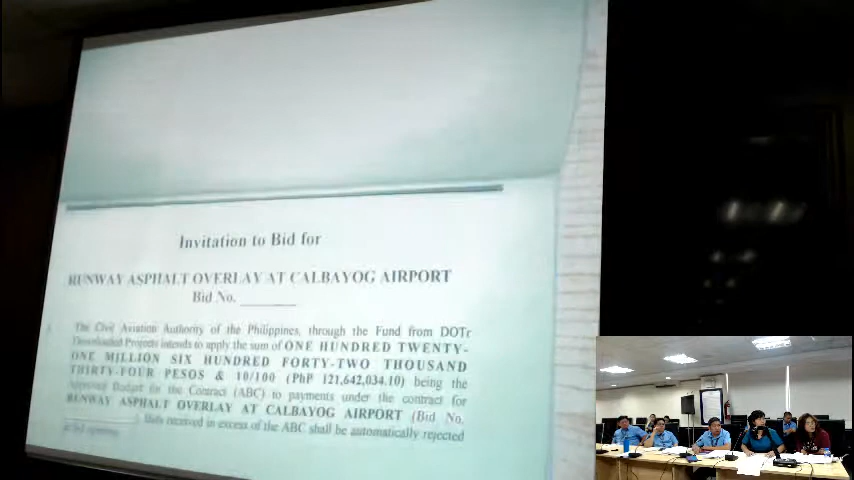 Invitation to Bid for
RUNWAY ASPHALT OVERLAY AT CALBAYOG AIRPORT
Bid No. ________
The Civil Aviation Authority of the Philippines, through the Fund from DOTr
Downloaded Projects intends to apply the sum of ONE HUNDRED TWENTY-
ONE MILLION SIX HUNDRED FORTY-TWO THOUSAND
THIRTY-FOUR PESOS & 10/100 (PhP 121,642,034.10) being the
Approved Budget for the Contract (ABC) to payments under the contract for
RUNWAY ASPHALT OVERLAY AT CALBAYOG AIRPORT (Bid No.
Bids received in excess of the ABC shall be automatically rejected